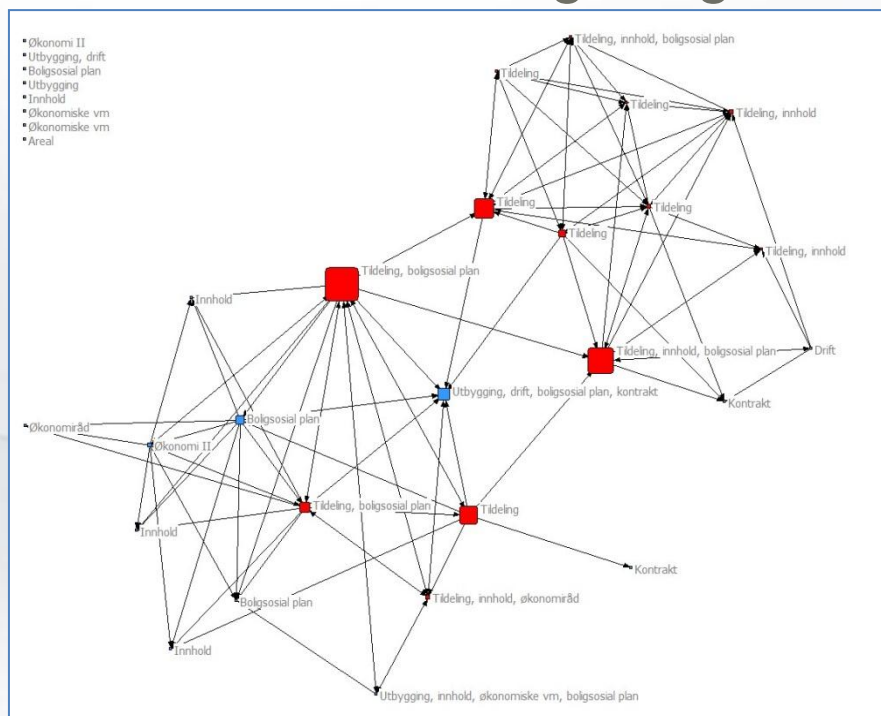 Økonomi II
Utbygging, drift
Boligsosial plan
Utbygging
Innhold
Økonomiske vm
Økonomiske vm
Areal
Tildeling, innhold, boligsosial plan
Tildeling
Tildeling
Tildeling, innhold
Tildeling
Tildeling
Tildeling
Tildeling, innhold
Tildeling, boligsosial plan
Innhold
Tildeling, innhold, boligsosial plan
Drift
Utbygging, drift, boligsosial plan, kontrakt
Kontrakt
Boligsosial plan
Økonomiråd
Økonomi II
Tildeling, boligsosial plan
Tildeling
Innhold
Kontrakt
Boligsosial plan
Tildeling, innhold, økonomiråd
Innhold
Utbygging, innhold, økonomiske vm, boligsosial plan